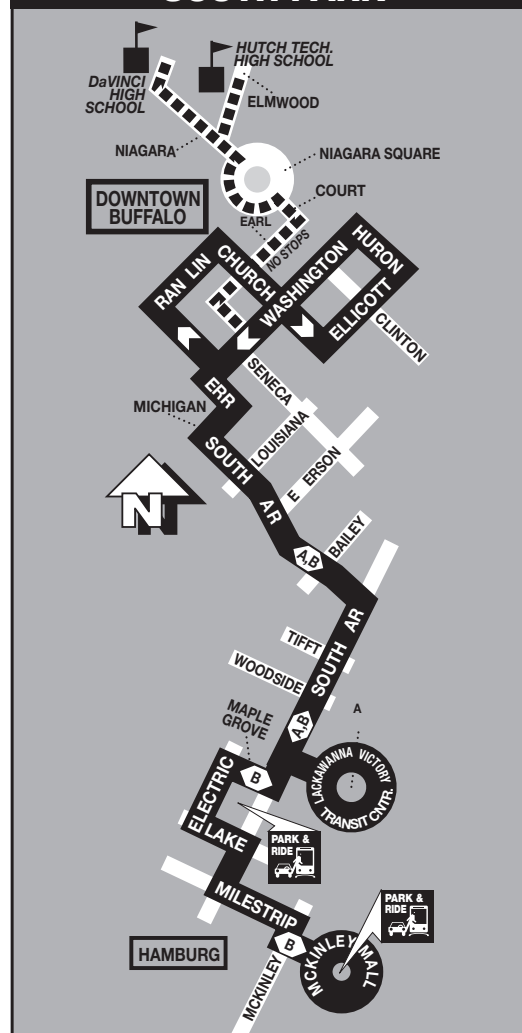 HUTCH TECH.
HIGH SCHOOL
DaVINCI
HIGH
SCHOOL
ELMWOOD
NIAGARA
NIAGARA SQUARE
COURT
DOWNTOWN
BUFFALO
EARL
NO STOPS
HURON
CHURCH
WASHINGTON
RAN LIN
ELLICOTT
CLINTON
SENECA
ERR
MICHIGAN
LOUISIANA
E ERSON
SOUTH AR
N
BAILEY
A,B
SOUTH AR
TIFFT
WOODSIDE
A
MAPLE
GROVE
A,B
LACKAWANNA VICTORY
TRANSIT CNTR.
B
ELECTRIC
LAKE
PARK &
RIDE
MILESTRIP
PARK &
RIDE
B
HAMBURG
MCKINLEY
MCKINLEY MALL